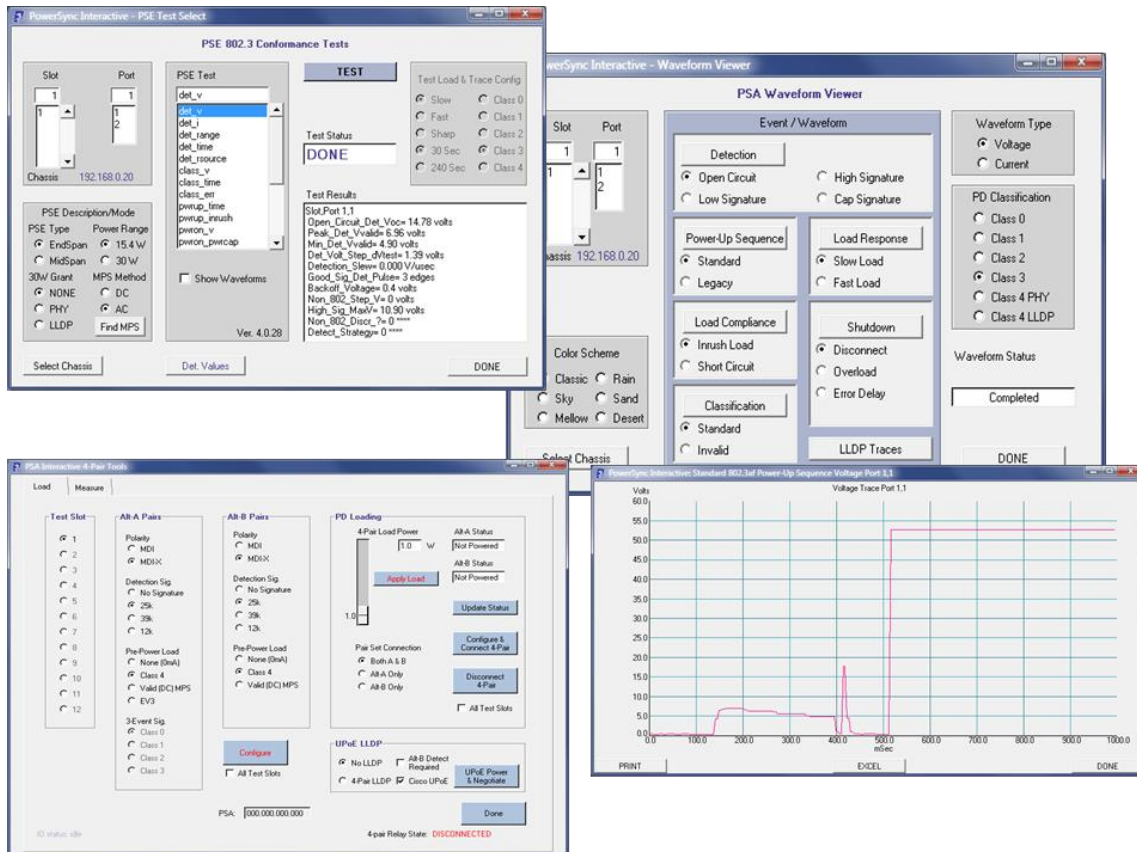 PowerSync Interactive - PSE Test Select
PSE 802.3 Conformance Tests
Slot Port
1 1
1 1
2
Chassis 192.168.0.20
PSE Description/Mode
PSE Type Power Range
EndSpan 15.4 W
MidSpan 30 W
30W Grant MPS Method
NONE DC
PHY AC
LLDP Find MPS
PSE Test
det_v
det_v
det_i
det_range
det_time
det_rsource
class_v
class_time
class_err
pwrup_time
pwrup_inrush
pwron_v
pwron_pwrcap
Show Waveforms
Ver. 4.0.28
TEST
Test Status
DONE
Test Load & Trace Config
Slow Class 0
Fast Class 1
Sharp Class 2
30 Sec Class 3
240 Sec Class 4
Test Results
Slot,Port 1,1
Open_Circuit_Det_Voc= 14.78 volts
Peak_Det_Vvalid= 6.96 volts
Min_Det_Vvalid= 4.90 volts
Det_Volt_Step_dVtest= 1.39 volts
Detection_Slew= 0.000 V/usec
Good_Sig_Det_Pulse= 3 edges
Backoff_Voltage= 0.4 volts
Non_802_Step_V= 0 volts
High_Sig_MaxV= 10.90 volts
Non_802_Discr_?= 0 ****
Detect_Strategy= 0 ****
Select Chassis
Det. Values
DONE
werSync Interactive - Waveform Viewer
PSA Waveform Viewer
Slot Port
1 1
1 1
2
hassis 192.168.0.20
Color Scheme
Classic Rain
Sky Sand
Mellow Desert
Select Chassis
Event / Waveform
Detection
Open Circuit High Signature
Low Signature Cap Signature
Power-Up Sequence
Standard
Legacy
Load Response
Slow Load
Fast Load
Load Compliance
Inrush Load
Short Circuit
Shutdown
Disconnect
Overload
Error Delay
Classification
Standard
Invalid
LLDP Traces
Waveform Type
Voltage
Current
PD Classification
Class 0
Class 1
Class 2
Class 3
Class 4 PHY
Class 4 LLDP
Waveform Status
Completed
DONE
PSA Interactive 4-Pair Tools
Load Measure
Test Slot
1
2
3
4
5
6
7
8
9
10
11
12
Alt-A Pairs
Polarity
MDI
MDI-X
Detection Sig.
No Signature
25k
39k
12k
Pre-Power Load
None (0mA)
Class 4
Valid (DC) MPS
EV3
3-Event Sig.
Class 0
Class 1
Class 2
Class 3
Alt-B Pairs
Polarity
MDI
MDI-X
Detection Sig.
No Signature
25k
39k
12k
Pre-Power Load
None (0mA)
Class 4
Valid (DC) MPS
Configure
All Test Slots
PD Loading
4-Pair Load Power
1.0 W
Apply Load
1.0
Alt-A Status
Not Powered
Alt-B Status
Not Powered
Update Status
Pair Set Connection
Both A & B
Alt-A Only
Alt-B Only
Configure &
Connect 4-Pair
Disconnect
4-Pair
All Test Slots
UPoE LLDP
No LLDP Alt-B Detect
Required
4-Pair LLDP Cisco UPoE
UPoE Power
& Negotiate
PSA: 000.000.000.000
Done
IO status: idle
4-pair Relay State: DISCONNECTED
PowerSync Interactive: Standard 802.3af Power-Up Sequence Voltage Port 1,1
Volts
Voltage Trace Port 1,1
60.0
55.0
50.0
45.0
40.0
35.0
30.0
25.0
20.0
15.0
10.0
5.0
0.0
0.0 100.0 200.0 300.0 400.0 500.0 600.0 700.0 800.0 900.0 1000.0
mSec
PRINT EXCEL DONE